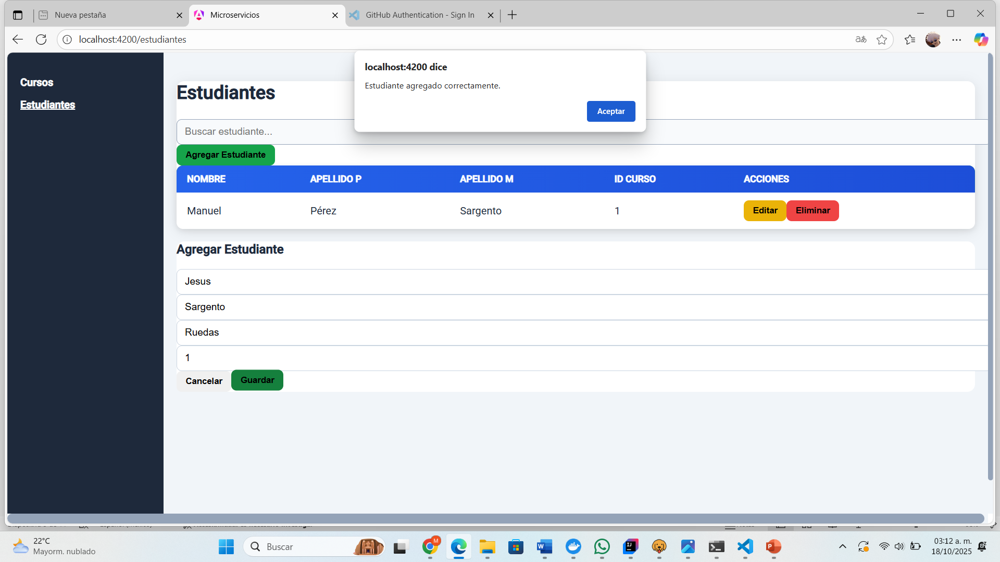 Nueva pestaña
Microservicios
GitHub Authentication - Sign In
localhost:4200/estudiantes
localhost:4200 dice
Estudiante agregado correctamente.
Aceptar
Cursos
Estudiantes
Estudiantes
Buscar estudiante...
Agregar Estudiante
NOMBRE APELLIDO P APELLIDO M ID CURSO ACCIONES
Manuel Pérez Sargento 1 Editar Eliminar
Agregar Estudiante
Jesus
Sargento
Ruedas
1
Cancelar Guardar
22°C
Mayorm. nublado
Buscar
03:12 a. m.
18/10/2025